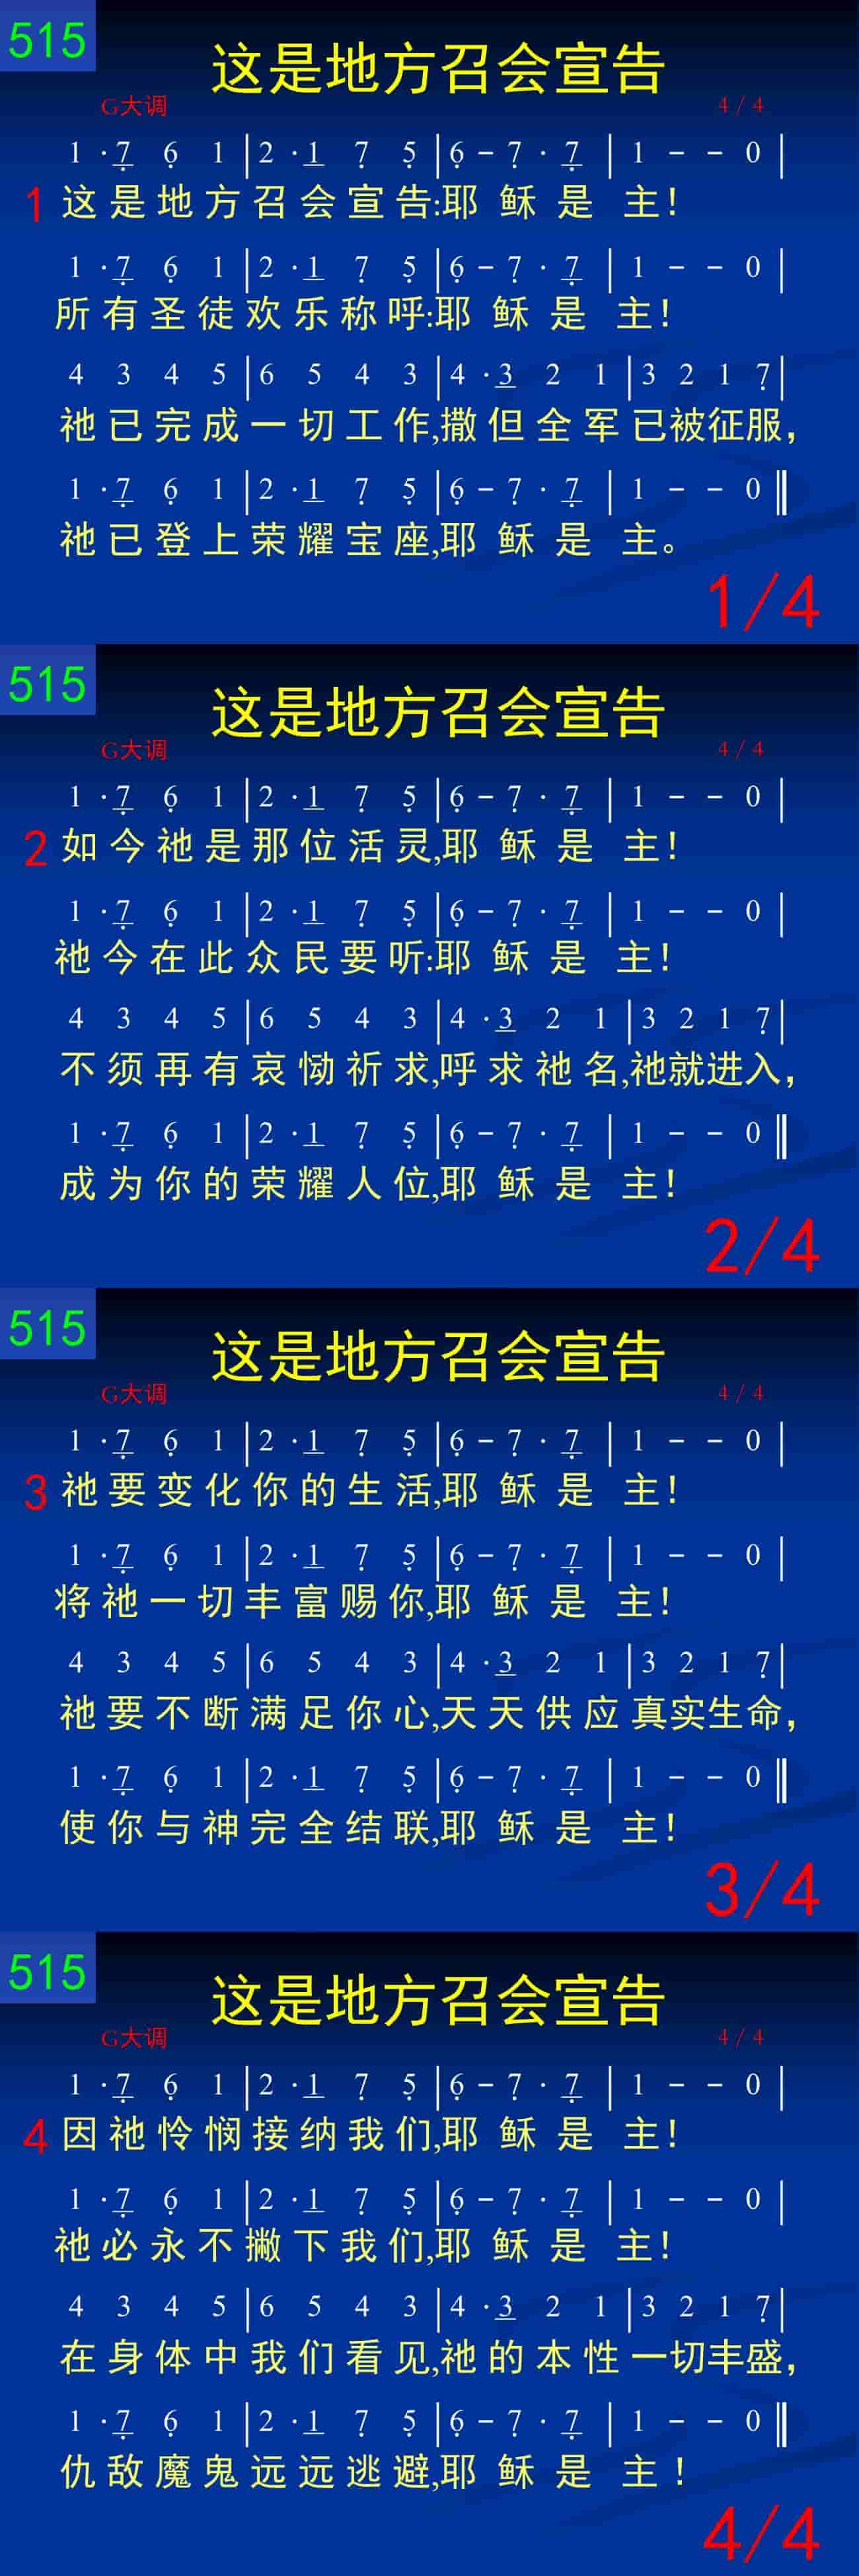 515
这是地方召会宣告
G大调 4/4
1 ·7 6 1 |2 ·1 7 5 |6 – 7 · 7 | 1 – – 0 |
1 这是地方召会宣告:耶稣是主!
1 ·7 6 1 |2 ·1 7 5 |6 – 7 · 7 | 1 – – 0 |
所有圣徒欢乐称呼:耶稣是主!
4 3 4 5 |6 5 4 3 |4 ·3 2 1 |3 2 1 7 |
祂已完成一切工作,撒但全军已被征服，
1 ·7 6 1 |2 ·1 7 5 |6 – 7 · 7 | 1 – – 0 ‖
祂已登上荣耀宝座,耶稣是主。
1/4
515
这是地方召会宣告
G大调 4/4
1 ·7 6 1 |2 ·1 7 5 |6 – 7 · 7 | 1 – – 0 |
2 如今祂是那位活灵,耶稣是主!
1 ·7 6 1 |2 ·1 7 5 |6 – 7 · 7 | 1 – – 0 |
祂今在此众民要听:耶稣是主!
4 3 4 5 |6 5 4 3 |4 ·3 2 1 |3 2 1 7 |
不须再有哀恸祈求,呼求祂名,祂就进入，
1 ·7 6 1 |2 ·1 7 5 |6 – 7 · 7 | 1 – – 0 ‖
成为你的荣耀人位,耶稣是主!
2/4
515
这是地方召会宣告
G大调 4/4
1 ·7 6 1 |2 ·1 7 5 |6 – 7 · 7 | 1 – – 0 |
3 祂要变化你的生活,耶稣是主!
1 ·7 6 1 |2 ·1 7 5 |6 – 7 · 7 | 1 – – 0 |
将祂一切丰富赐你,耶稣是主!
4 3 4 5 |6 5 4 3 |4 ·3 2 1 |3 2 1 7 |
祂要不断满足你心,天天供应真实生命，
1 ·7 6 1 |2 ·1 7 5 |6 – 7 · 7 | 1 – – 0 ‖
使你与神完全结联,耶稣是主!
3/4
515
这是地方召会宣告
G大调 4/4
1 ·7 6 1 |2 ·1 7 5 |6 – 7 · 7 | 1 – – 0 |
4 因祂怜悯接纳我们,耶稣是主!
1 ·7 6 1 |2 ·1 7 5 |6 – 7 · 7 | 1 – – 0 |
祂必永不撇下我们,耶稣是主!
4 3 4 5 |6 5 4 3 |4 ·3 2 1 |3 2 1 7 |
在身体中我们看见,祂的本性一切丰盛，
1 ·7 6 1 |2 ·1 7 5 |6 – 7 · 7 | 1 – – 0 ‖
仇敌魔鬼远远逃避,耶稣是主!
4/4